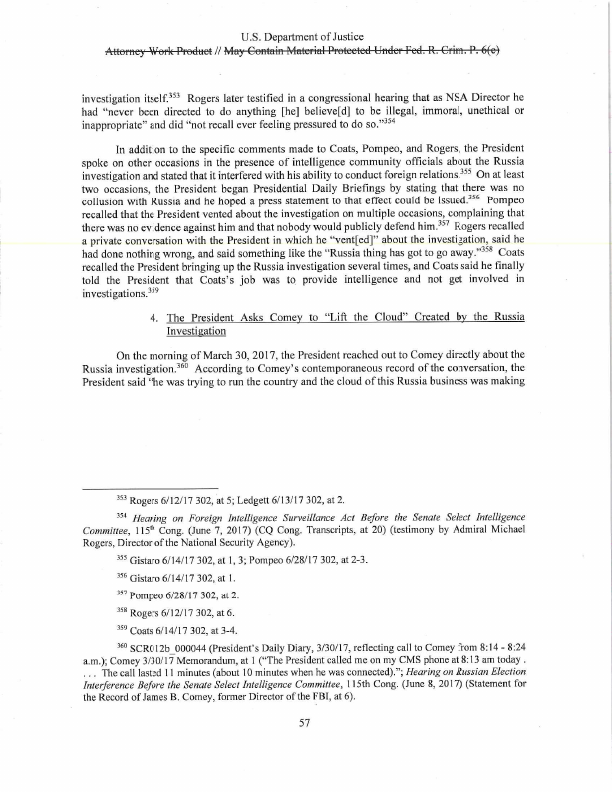 U.S. Department of Justice
Attorney Work Product // May Contain Material Protected Under Fed. R. Crim. P. 6(e)
investigation itself.353 Rogers later testified in a congressional hearing that as NSA Director he
had “never been directed to do anything [he] believe[d] to be illegal, immoral, unethical or
inappropriate” and did “not recall ever feeling pressured to do so.”354
In addition to the specific comments made to Coats, Pompeo, and Rogers, the President
spoke on other occasions in the presence of intelligence community officials about the Russia
investigation and stated that it interfered with his ability to conduct foreign relations.355 On at least
two occasions, the President began Presidential Daily Briefings by stating that there was no
collusion with Russia and he hoped a press statement to that effect could be issued.356 Pompeo
recalled that the President vented about the investigation on multiple occasions, complaining that
there was no evidence against him and that nobody would publicly defend him.357 Rogers recalled
a private conversation with the President in which he “vent[ed]” about the investigation, said he
had done nothing wrong, and said something like the “Russia thing has got to go away.”358 Coats
recalled the President bringing up the Russia investigation several times, and Coats said he finally
told the President that Coats's job was to provide intelligence and not get involved in
investigations.359
4. The President Asks Comey to “Lift the Cloud” Created by the Russia
Investigation
On the morning of March 30, 2017, the President reached out to Comey directly about the
Russia investigation.360 According to Comey's contemporaneous record of the conversation, the
President said “he was trying to run the country and the cloud of this Russia business was making
353 Rogers 6/12/17 302, at 5; Ledgett 6/13/17 302, at 2.
354 Hearing on Foreign Intelligence Surveillance Act Before the Senate Select Intelligence
Committee, 115th Cong. (June 7, 2017) (CQ Cong. Transcripts, at 20) (testimony by Admiral Michael
Rogers, Director of the National Security Agency).
355 Gistaro 6/14/17 302, at 1, 3; Pompeo 6/28/17 302, at 2-3.
356 Gistaro 6/14/17 302, at 1.
357 Pompeo 6/28/17 302, at 2.
358 Rogers 6/12/17 302, at 6.
359 Coats 6/14/17 302, at 3-4.
360 SCR012b_000044 (President's Daily Diary, 3/30/17, reflecting call to Comey from 8:14 - 8:24
a.m.); Comey 3/30/17 Memorandum, at 1 (“The President called me on my CMS phone at 8:13 am today .
. . . The call lasted 11 minutes (about 10 minutes when he was connected).”; Hearing on Russian Election
Interference Before the Senate Select Intelligence Committee, 115th Cong. (June 8, 2017) (Statement for
the Record of James B. Comey, former Director of the FBI, at 6).
57